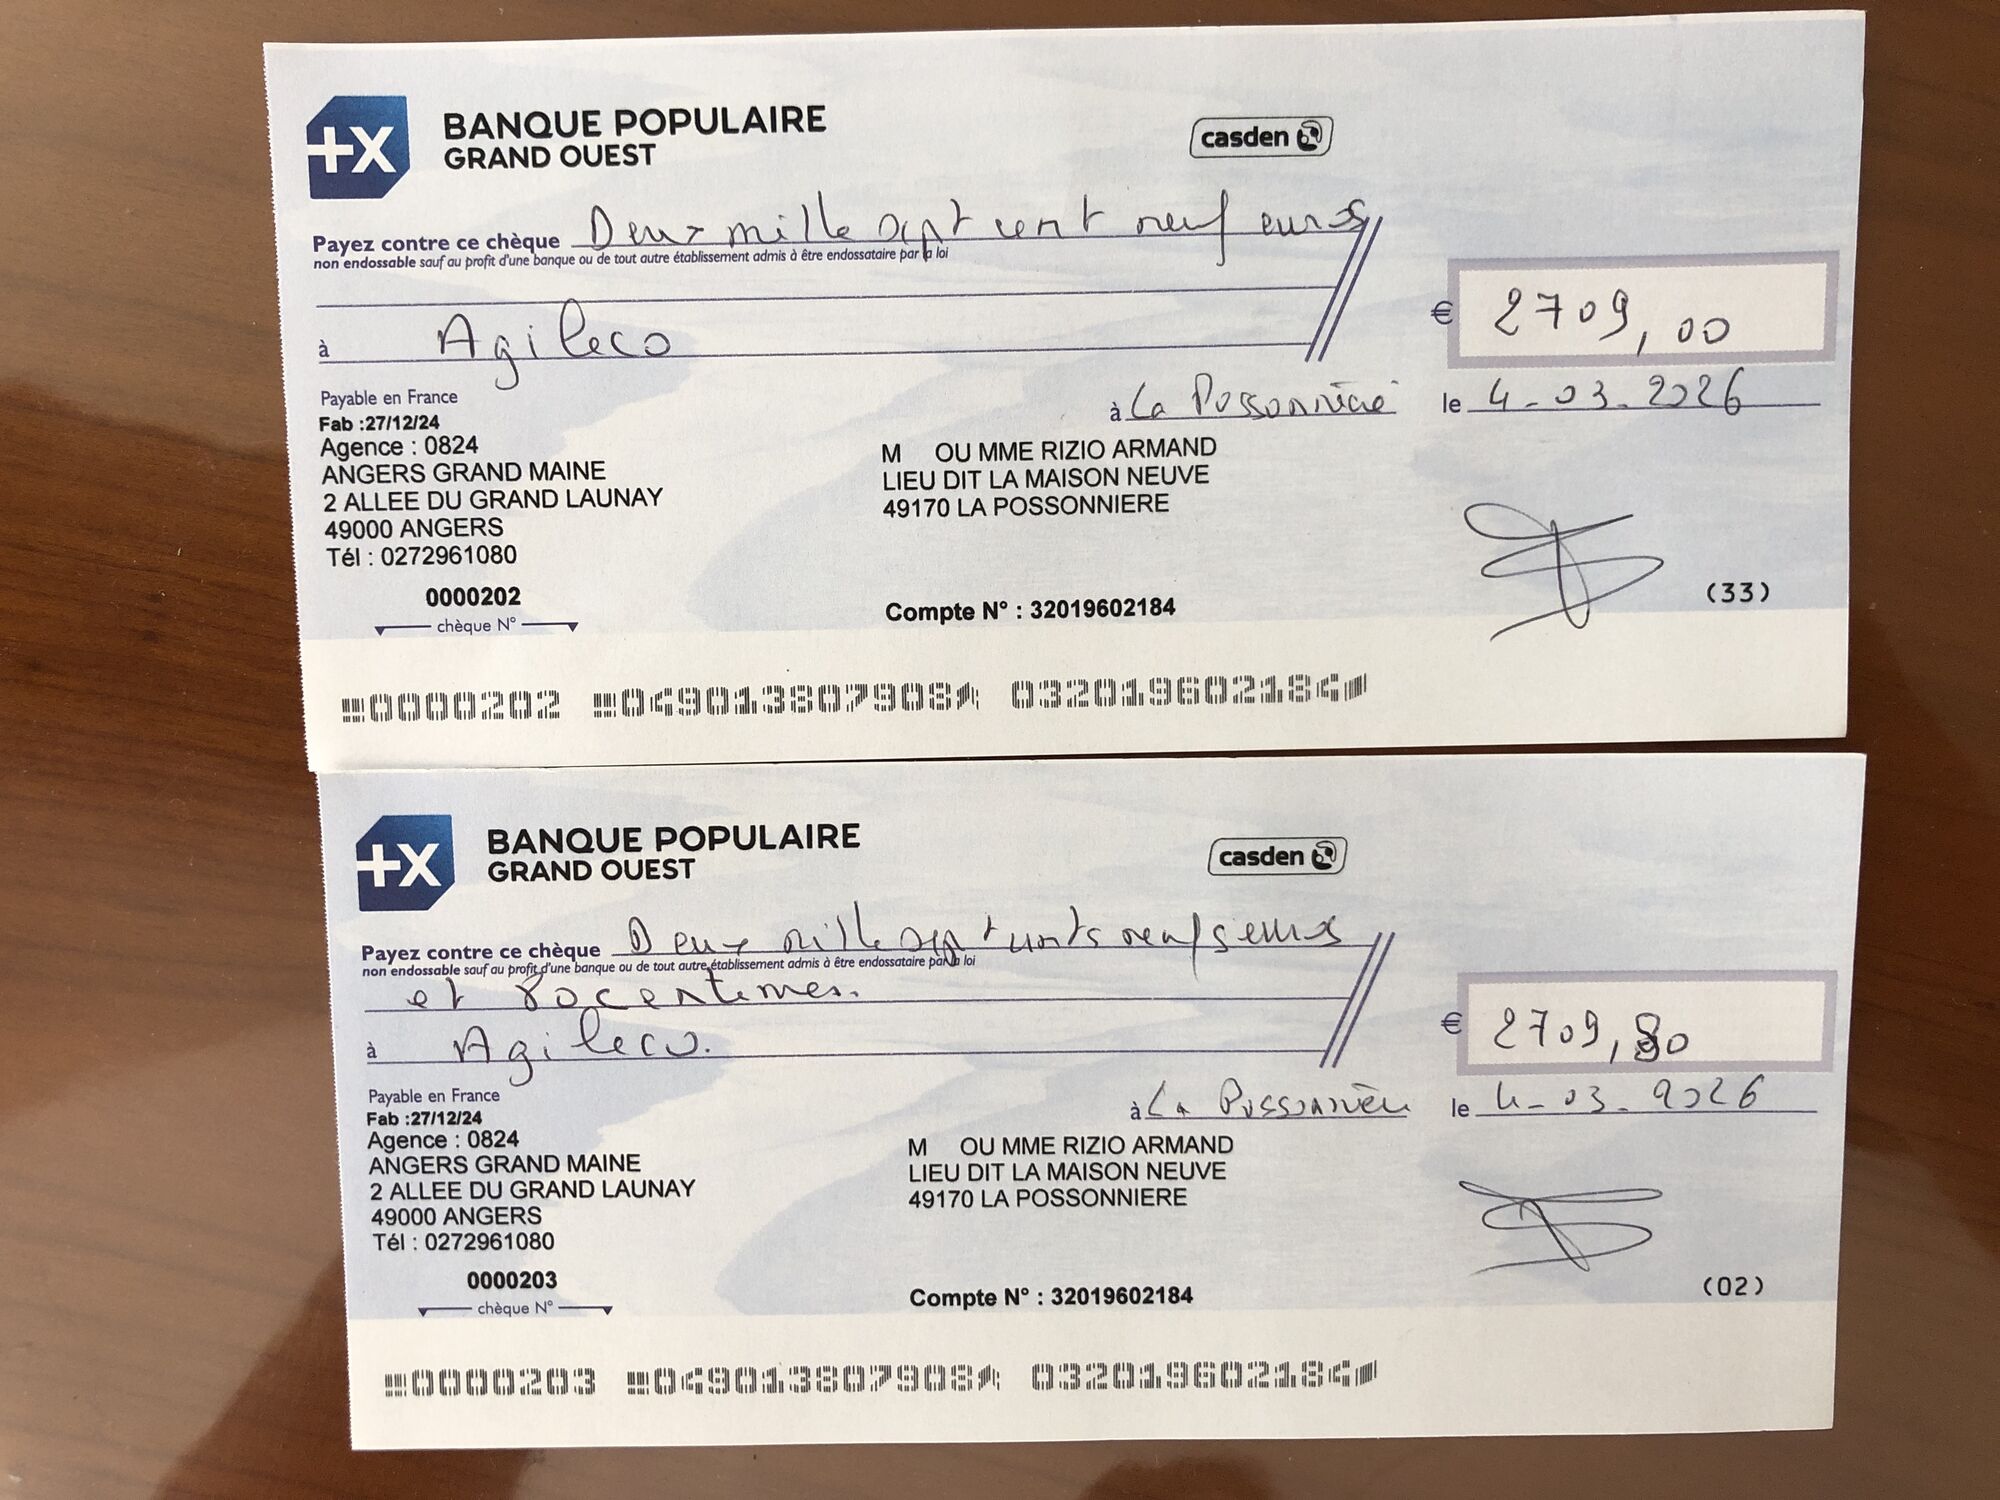 BANQUE POPULAIRE
GRAND OUEST
casden
Payez contre ce chèque Deux mille sept cent neuf euros
non endossable sauf au profit d'une banque ou de tout autre établissement admis à être endossataire par la loi
€ 2709,00
à Agileco
Payable en France
à La Possonnière le 4-03-2026
Fab :27/12/24
Agence : 0824
ANGERS GRAND MAINE
2 ALLEE DU GRAND LAUNAY
49000 ANGERS
Tél : 0272961080
M OU MME RIZIO ARMAND
LIEU DIT LA MAISON NEUVE
49170 LA POSSONNIERE
0000202
chèque N°
Compte N° : 32019602184
(33)
0000202 049013807908 032019602184
BANQUE POPULAIRE
GRAND OUEST
casden
Payez contre ce chèque Deux mille sept cents neufs euros
non endossable sauf au profit d'une banque ou de tout autre établissement admis à être endossataire par la loi
et 80 centimes.
€ 2709,80
à Agileco.
Payable en France
à La Possonnière le 4-03-2026
Fab :27/12/24
Agence : 0824
ANGERS GRAND MAINE
2 ALLEE DU GRAND LAUNAY
49000 ANGERS
Tél : 0272961080
M OU MME RIZIO ARMAND
LIEU DIT LA MAISON NEUVE
49170 LA POSSONNIERE
0000203
chèque N°
Compte N° : 32019602184
(02)
0000203 049013807908 032019602184